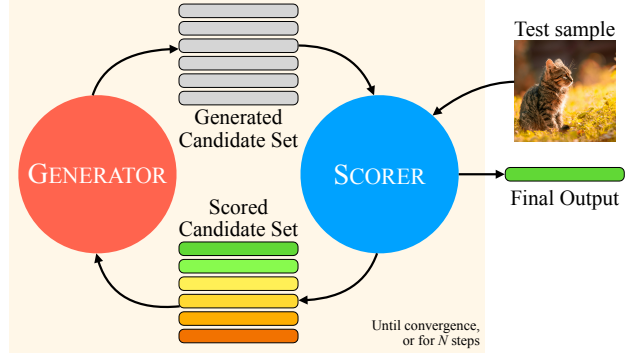 Test sample
Generated
Candidate Set
GENERATOR
SCORER
Final Output
Scored
Candidate Set
Until convergence,
or for N steps